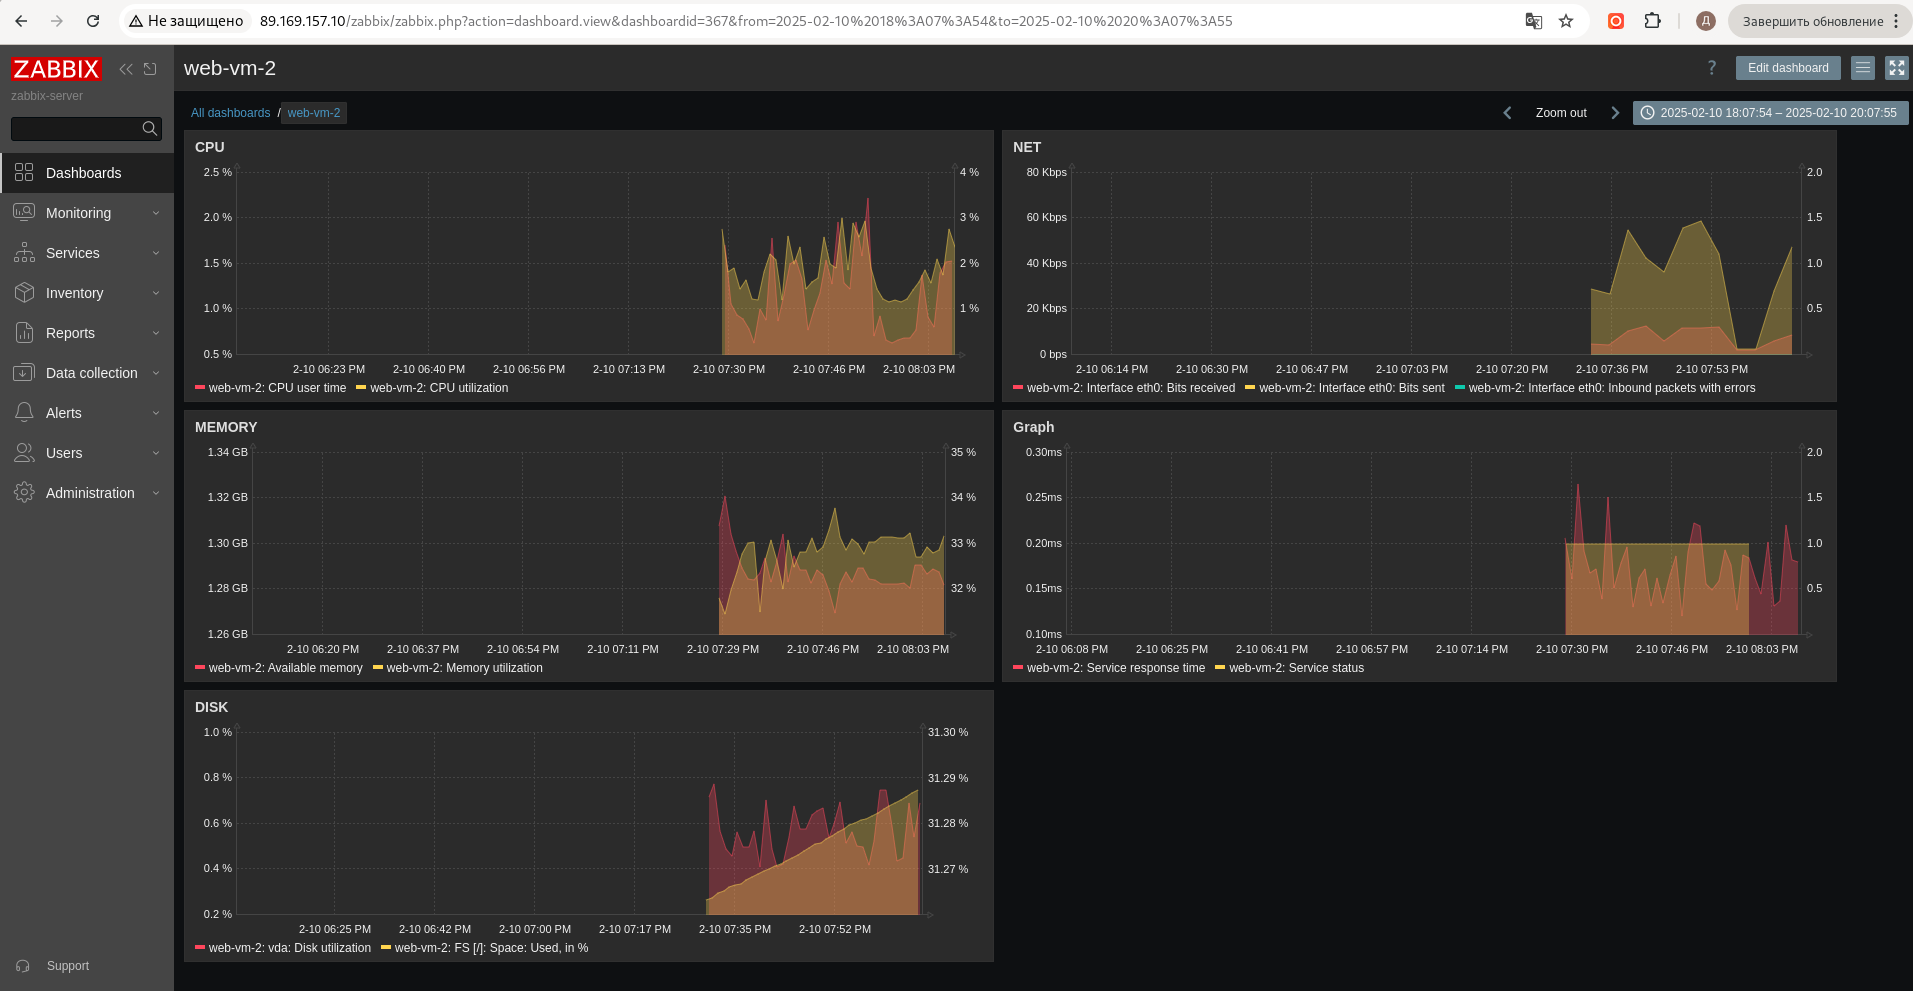 Не защищено
89.169.157.10/zabbix/zabbix.php?action=dashboard.view&dashboardid=367&from=2025-02-10%2018%3A07%3A54&to=2025-02-10%2020%3A07%3A55
Д
Завершить обновление
ZABBIX
zabbix-server
Dashboards
Monitoring
Services
Inventory
Reports
Data collection
Alerts
Users
Administration
Support
web-vm-2
?
Edit dashboard
All dashboards / web-vm-2
Zoom out
2025-02-10 18:07:54 – 2025-02-10 20:07:55
CPU
2.5 %
2.0 %
1.5 %
1.0 %
0.5 %
4 %
3 %
2 %
1 %
2-10 06:23 PM 2-10 06:40 PM 2-10 06:56 PM 2-10 07:13 PM 2-10 07:30 PM 2-10 07:46 PM 2-10 08:03 PM
web-vm-2: CPU user time web-vm-2: CPU utilization
NET
80 Kbps
60 Kbps
40 Kbps
20 Kbps
0 bps
2.0
1.5
1.0
0.5
2-10 06:14 PM 2-10 06:30 PM 2-10 06:47 PM 2-10 07:03 PM 2-10 07:20 PM 2-10 07:36 PM 2-10 07:53 PM
web-vm-2: Interface eth0: Bits received web-vm-2: Interface eth0: Bits sent web-vm-2: Interface eth0: Inbound packets with errors
MEMORY
1.34 GB
1.32 GB
1.30 GB
1.28 GB
1.26 GB
35 %
34 %
33 %
32 %
2-10 06:20 PM 2-10 06:37 PM 2-10 06:54 PM 2-10 07:11 PM 2-10 07:29 PM 2-10 07:46 PM 2-10 08:03 PM
web-vm-2: Available memory web-vm-2: Memory utilization
Graph
0.30ms
0.25ms
0.20ms
0.15ms
0.10ms
2.0
1.5
1.0
0.5
2-10 06:08 PM 2-10 06:25 PM 2-10 06:41 PM 2-10 06:57 PM 2-10 07:14 PM 2-10 07:30 PM 2-10 07:46 PM 2-10 08:03 PM
web-vm-2: Service response time web-vm-2: Service status
DISK
1.0 %
0.8 %
0.6 %
0.4 %
0.2 %
31.30 %
31.29 %
31.28 %
31.27 %
2-10 06:25 PM 2-10 06:42 PM 2-10 07:00 PM 2-10 07:17 PM 2-10 07:35 PM 2-10 07:52 PM
web-vm-2: vda: Disk utilization web-vm-2: FS [/]: Space: Used, in %